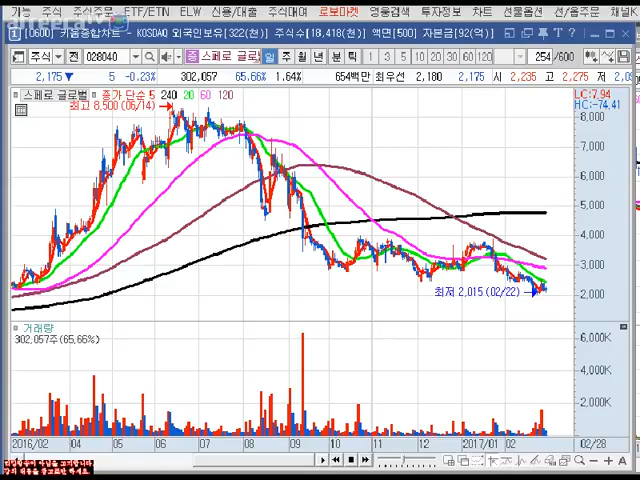 afreeca
기능 주식 주식주문 ETF/ETN ELW 신용/대출 주식대여 로보마켓 영웅검색 투자정보 차트 선물옵션 선/옵주문
[0600] 키움종합차트 - KOSDAQ 외국인보유[322(천)] 주식수[18,418(천)] 액면[500] 자본금[92(억)]
주식 028040 증 스페로 글로 일 주 월 년 분 초 틱 1 3 5 10 20 30 60 120 254 /600
2,175 ▼ 5 -0.23% 302,057 65.66% 1.64% 654백만 최우선 2,180 2,175 시 2,235 고 2,275 저
스페로 글로벌 종가 단순 5 240 20 60 120
LC:7,94
HC:-74,41
최고 8,500 (06/14)
8,000
7,000
6,000
5,000
4,000
3,000
2,000
최저 2,015 (02/22)
거래량
302,057주(65,66%)
6,000K
4,000K
2,000K
2016/02 04 05 06 07 08 09 10 11 12 2017/01 02 02/28